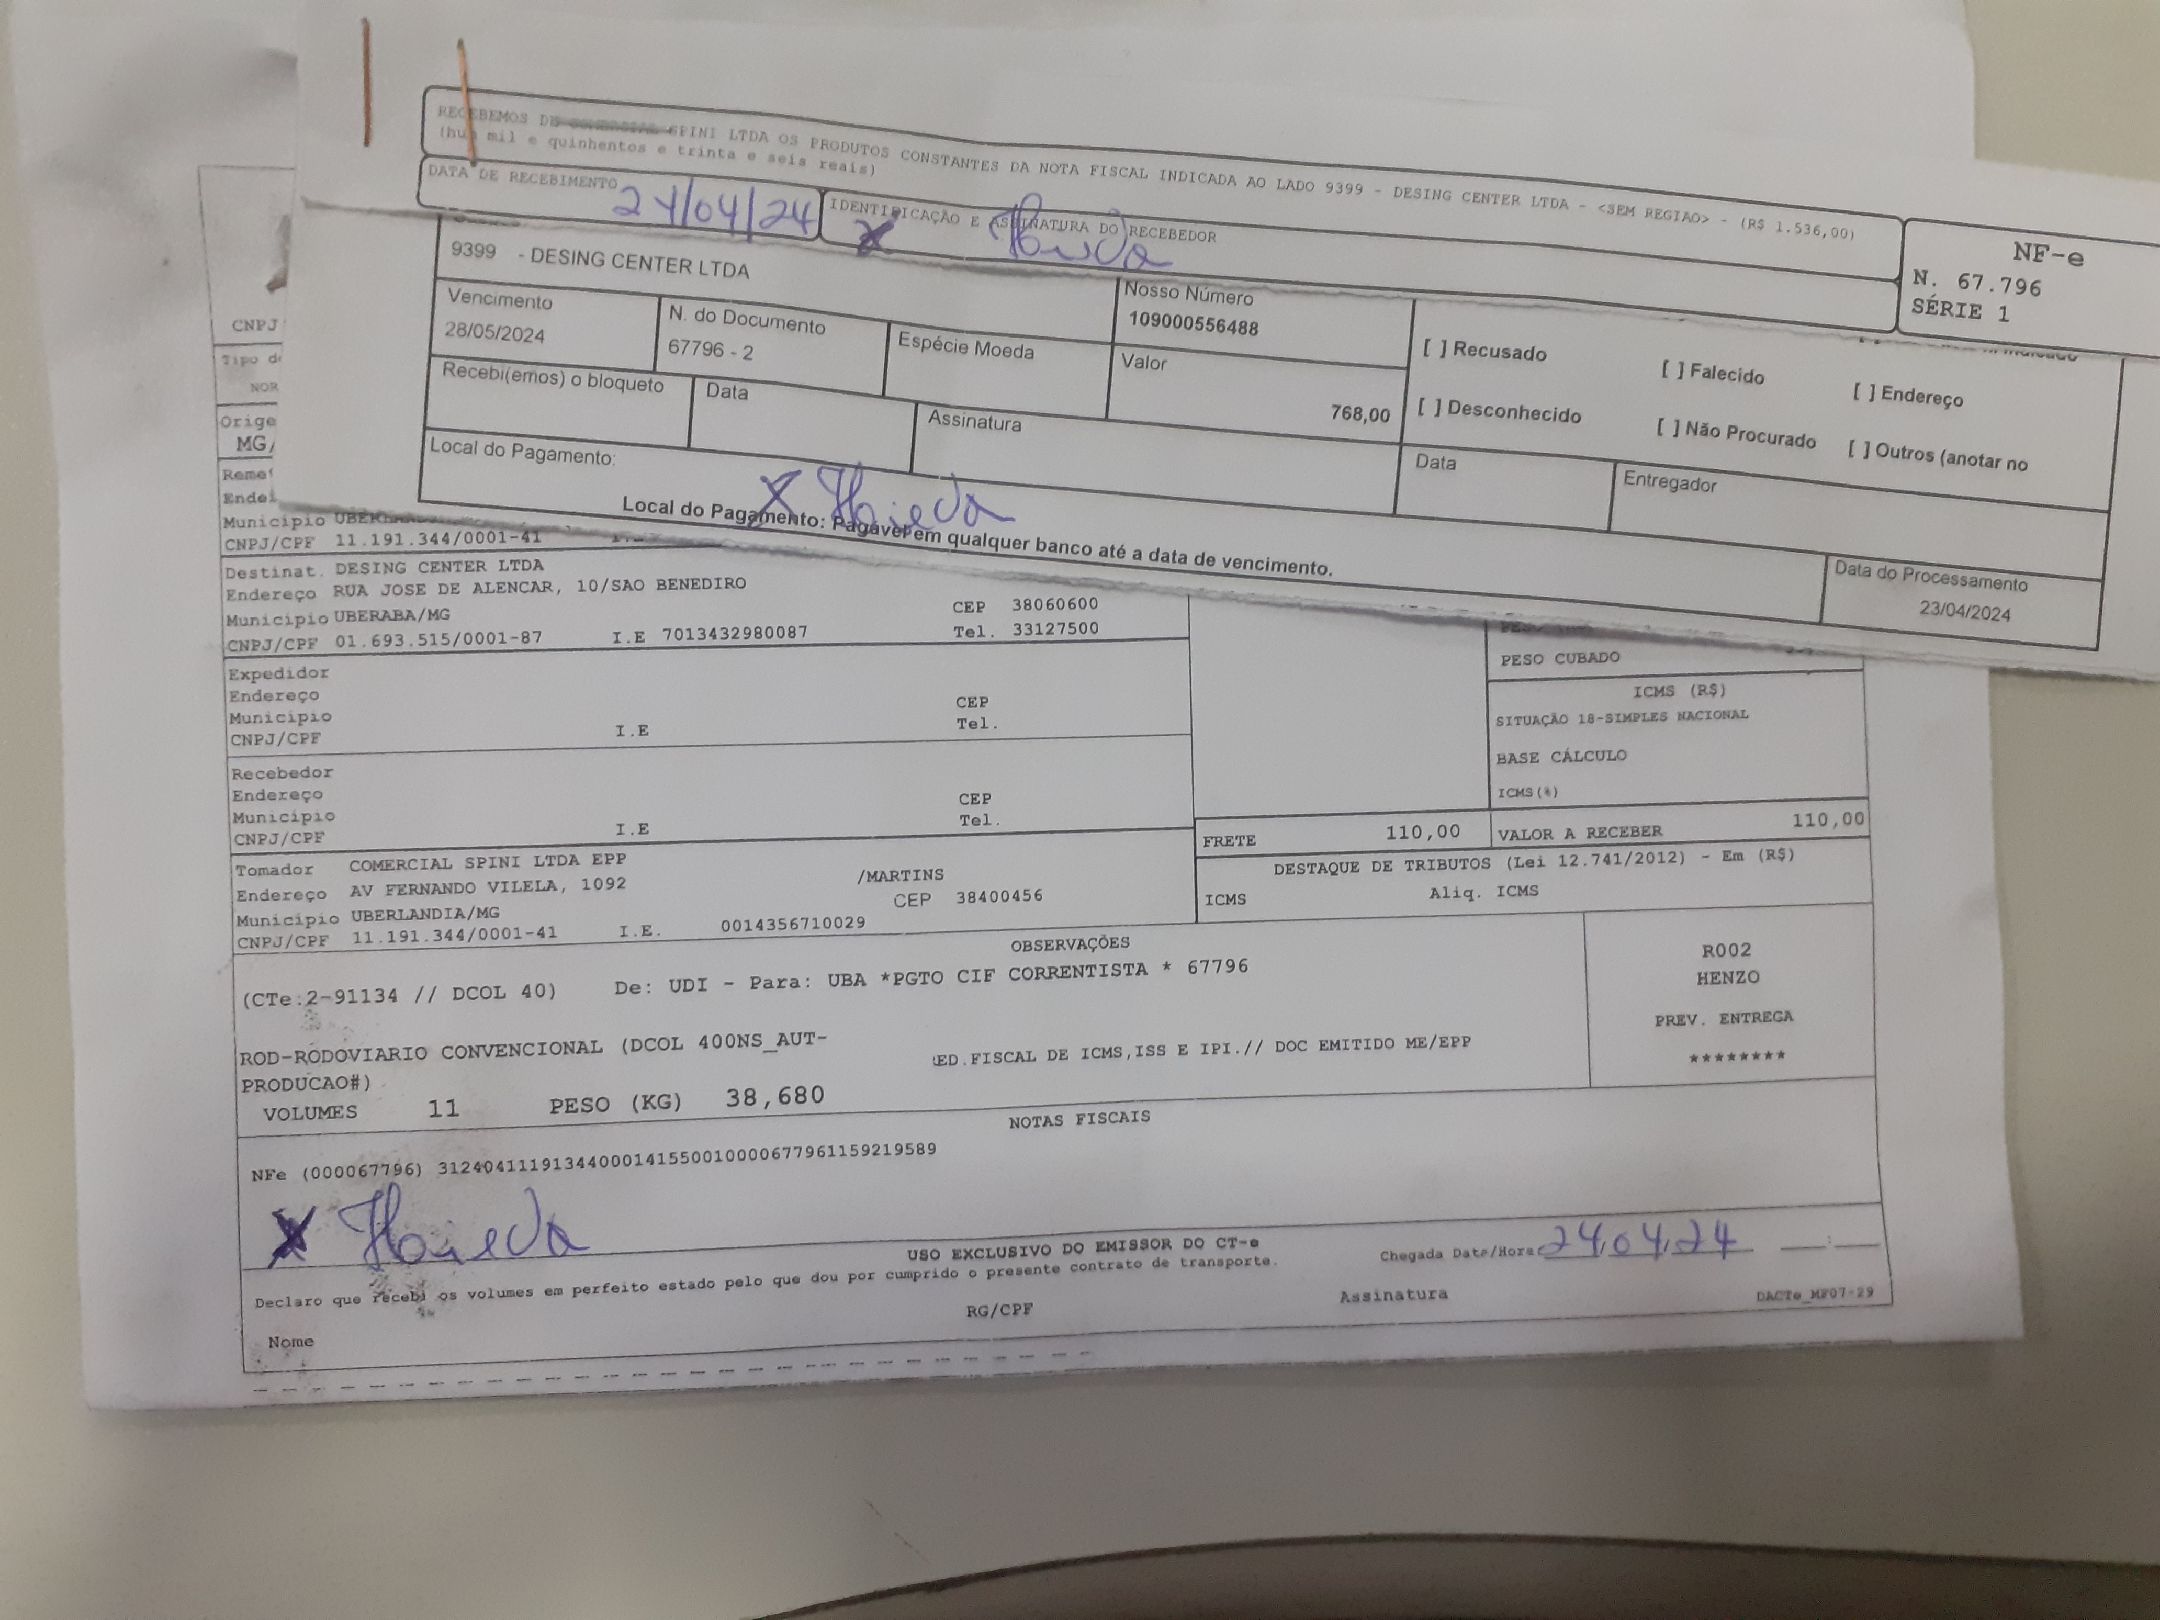 RECEBEMOS DE COMERCIAL SPINI LTDA OS PRODUTOS CONSTANTES DA NOTA FISCAL INDICADA AO LADO 9399 - DESING CENTER LTDA - <SEM REGIAO> - (R$ 1.536,00)
(hum mil e quinhentos e trinta e seis reais)
DATA DE RECEBIMENTO 24/04/24
IDENTIFICAÇÃO E ASSINATURA DO RECEBEDOR
X
NF-e
N. 67.796
SÉRIE 1
9399 - DESING CENTER LTDA
Vencimento
28/05/2024
N. do Documento
67796 - 2
Espécie Moeda
Nosso Número
109000556488
Valor
768,00
[ ] Recusado
[ ] Falecido
[ ] Endereço
[ ] Desconhecido
[ ] Não Procurado
[ ] Outros (anotar no
Recebi(emos) o bloqueto
Data
Assinatura
Data
Entregador
Local do Pagamento:
X
Local do Pagamento: Pagável em qualquer banco até a data de vencimento.
Data do Processamento
23/04/2024
CNPJ
Tipo d
NOR
Orige
MG/
Reme
Ende
Município UBERLAND
CNPJ/CPF 11.191.344/0001-41
Destinat. DESING CENTER LTDA
Endereço RUA JOSE DE ALENCAR, 10/SAO BENEDIRO
Município UBERABA/MG CEP 38060600
CNPJ/CPF 01.693.515/0001-87 I.E 7013432980087 Tel. 33127500
Expedidor
Endereço
Município CEP
CNPJ/CPF I.E Tel.
Recebedor
Endereço
Município CEP
CNPJ/CPF I.E Tel.
PESO CUBADO
ICMS (R$)
SITUAÇÃO 18-SIMPLES NACIONAL
BASE CÁLCULO
ICMS(%)
FRETE 110,00 VALOR A RECEBER 110,00
DESTAQUE DE TRIBUTOS (Lei 12.741/2012) - Em (R$)
ICMS Aliq. ICMS
Tomador COMERCIAL SPINI LTDA EPP
Endereço AV FERNANDO VILELA, 1092 /MARTINS
Município UBERLANDIA/MG CEP 38400456
CNPJ/CPF 11.191.344/0001-41 I.E. 0014356710029
OBSERVAÇÕES
(CTe:2-91134 // DCOL 40) De: UDI - Para: UBA *PGTO CIF CORRENTISTA * 67796
ROD-RODOVIARIO CONVENCIONAL (DCOL 400NS_AUT-
PRODUCAO#)
ED.FISCAL DE ICMS,ISS E IPI.// DOC EMITIDO ME/EPP
R002
HENZO
PREV. ENTREGA
********
VOLUMES 11 PESO (KG) 38,680
NOTAS FISCAIS
NFe (000067796) 31240411191344000141550010000677961159219589
X
USO EXCLUSIVO DO EMISSOR DO CT-e
Chegada Data/Hora 24.04.24 :
Declaro que recebi os volumes em perfeito estado pelo que dou por cumprido o presente contrato de transporte.
Nome RG/CPF Assinatura DACTe_MF07-29